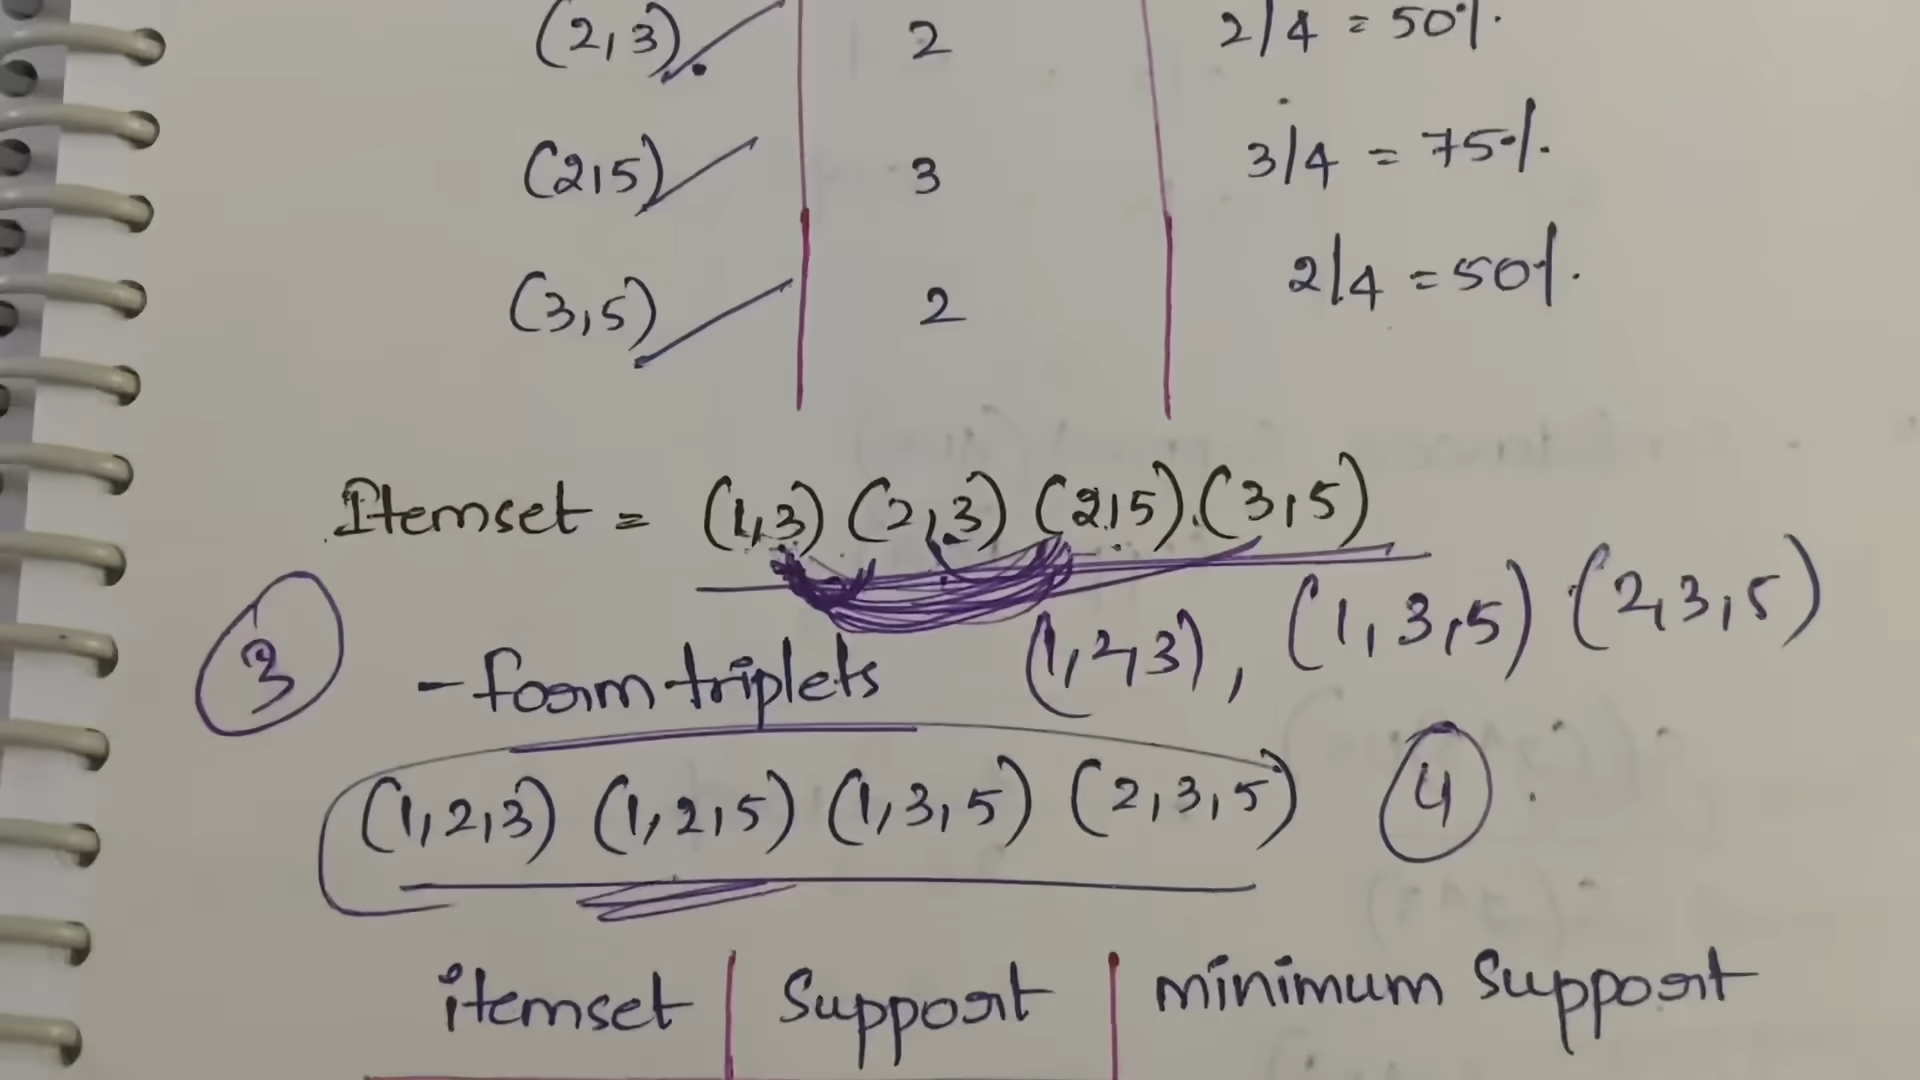 (2,3) 2 2/4 = 50%.
(2,5) 3 3/4 = 75%.
(3,5) 2 2/4 = 50%.
Itemset = (1,3) (2,3) (2,5).(3,5)
3 - form triplets (1,2,3), (1,3,5) (2,3,5)
(1,2,3) (1,2,5) (1,3,5) (2,3,5) 4
itemset Support minimum Support